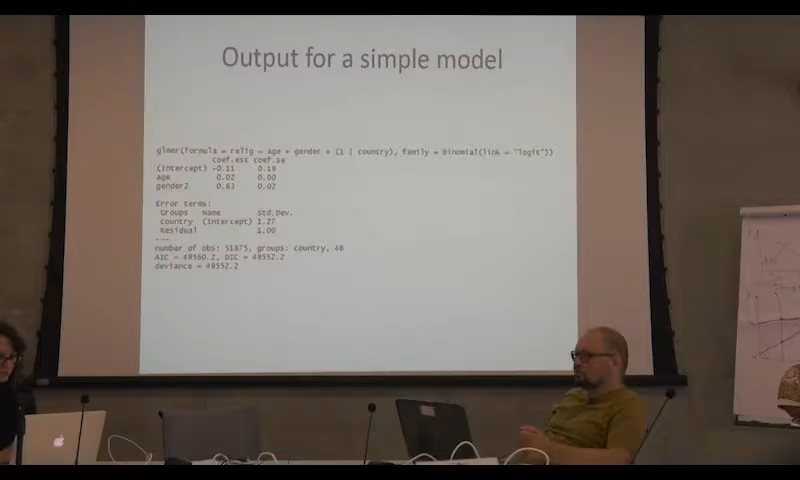 Output for a simple model
glmer(formula = relig ~ age + gender + (1 | country), family = binomial(link = "logit"))
coef.est coef.se
(Intercept) -0.11 0.19
age 0.02 0.00
gender2 0.63 0.02
Error terms:
Groups Name Std.Dev.
country (Intercept) 1.27
Residual 1.00
---
number of obs: 51875, groups: country, 46
AIC = 49560.2, DIC = 49552.2
deviance = 49552.2